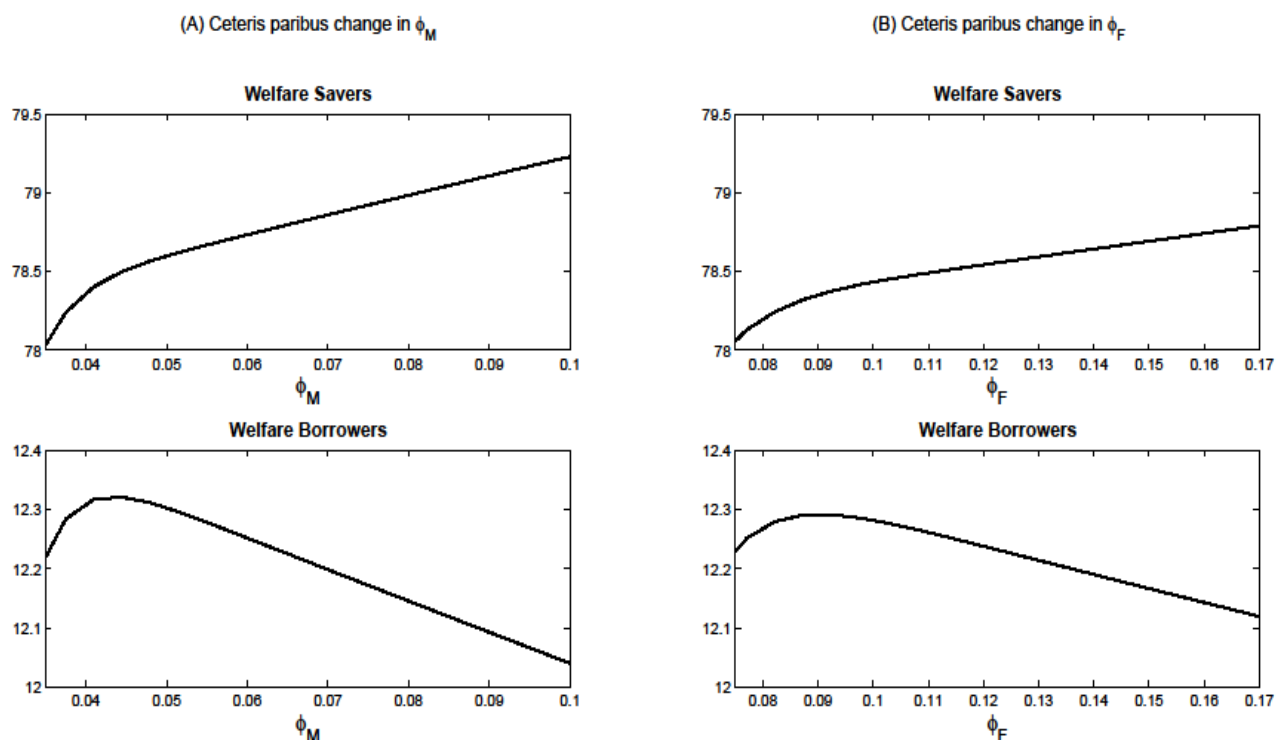 (A) Ceteris paribus change in ϕ_M
Welfare Savers
79.5
79
78.5
78
0.04 0.05 0.06 0.07 0.08 0.09 0.1
ϕ_M
Welfare Borrowers
12.4
12.3
12.2
12.1
12
0.04 0.05 0.06 0.07 0.08 0.09 0.1
ϕ_M
(B) Ceteris paribus change in ϕ_F
Welfare Savers
79.5
79
78.5
78
0.08 0.09 0.1 0.11 0.12 0.13 0.14 0.15 0.16 0.17
ϕ_F
Welfare Borrowers
12.4
12.3
12.2
12.1
12
0.08 0.09 0.1 0.11 0.12 0.13 0.14 0.15 0.16 0.17
ϕ_F